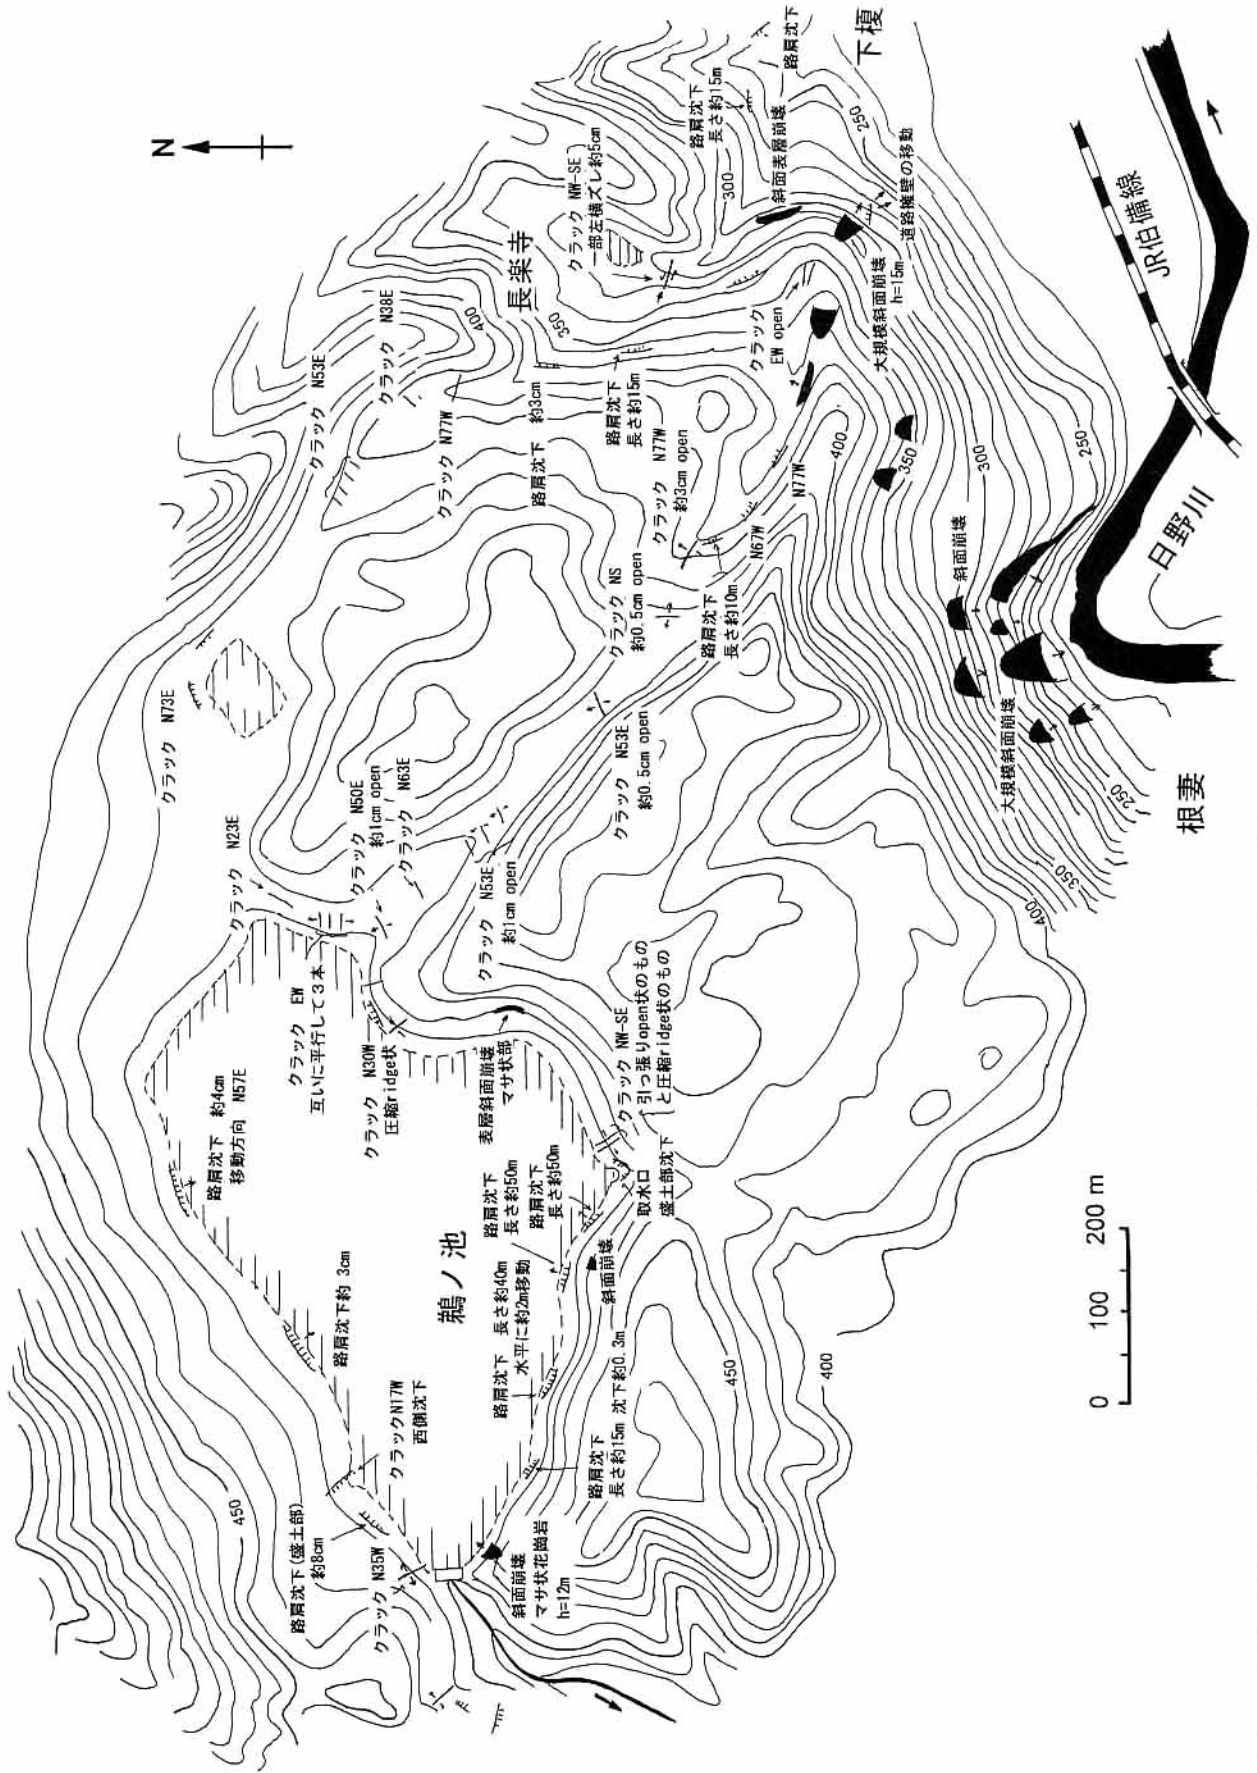 N
下榎
路肩沈下
路肩沈下
長さ約15m
300
斜面表層崩壊
250
道路擁壁の移動
クラック NW-SE
一部左横ズレ約5cm
長楽寺
350
400
クラック N38E
クラック N53E
クラック N77W
路肩沈下 約3cm
路肩沈下
長さ約15m
クラック
EW open
大規模斜面崩壊
h=15m
クラック N77W
約3cm open
N77W
N67W
400
350
300
250
JR伯備線
日野川
斜面崩壊
大規模斜面崩壊
根妻
250
350
400
クラック NS
約0.5cm open
路肩沈下
長さ約10m
クラック N53E
約0.5cm open
クラック N73E
クラック N50E
約1cm open
クラック N63E
クラック N23E
クラック N53E
約1cm open
クラック EW
互いに平行して3本
クラック N30W
圧縮ridge状
表層斜面崩壊
マサ状部
クラック NW-SE
引っ張りopen状のもの
と圧縮ridge状のもの
路肩沈下 約4cm
移動方向 N57E
路肩沈下
長さ約50m
路肩沈下
長さ約50m
取水口
盛土部沈下
鵜ノ池
路肩沈下約 3cm
路肩沈下 長さ約40m
水平に約2m移動
斜面崩壊
クラックN17W
西側沈下
路肩沈下
長さ約15m 沈下約0.3m
450
400
450
路肩沈下(盛土部)
約8cm
クラック N35W
斜面崩壊
マサ状花崗岩
h=12m
0 100 200 m